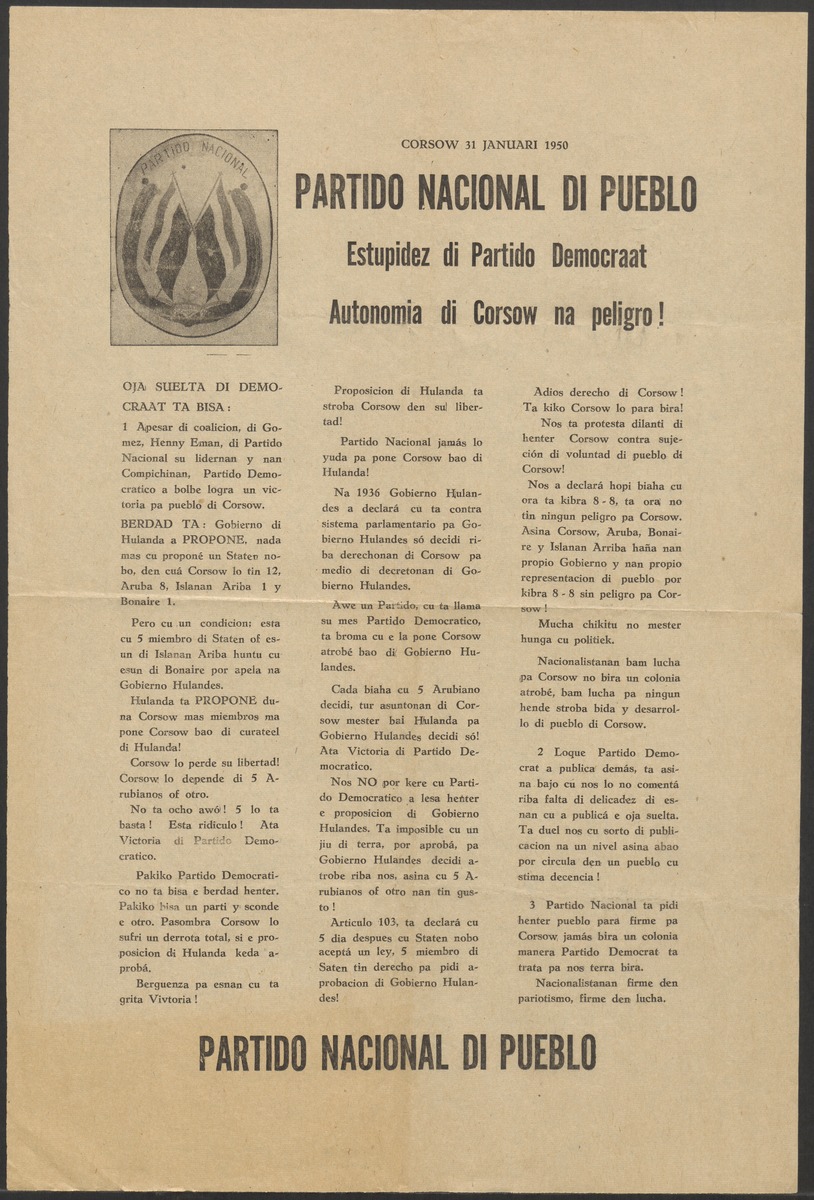 PARTIDO NACIONAL
CORSOW 31 JANUARI 1950
PARTIDO NACIONAL DI PUEBLO
Estupidez di Partido Democraat
Autonomia di Corsow na peligro!
OJA SUELTA DI DEMO-
CRAAT TA BISA:
1 Apesar di coalicion, di Go-
mez, Henny Eman, di Partido
Nacional su lidernan y nan
Compichinan, Partido Demo-
cratico a bolbe logra un vic-
toria pa pueblo di Corsow.
BERDAD TA: Gobierno di
Hulanda a PROPONE, nada
mas cu proponé un Staten no-
bo, den cuá Corsow lo tin 12,
Aruba 8, Islanan Ariba 1 y
Bonaire 1.
Pero cu un condicion: esta
cu 5 miembro di Staten of es-
un di Islanan Ariba huntu cu
esun di Bonaire por apela na
Gobierno Hulandes.
Hulanda ta PROPONE du-
na Corsow mas miembros ma
pone Corsow bao di curateel
di Hulanda!
Corsow lo perde su libertad!
Corsow lo depende di 5 A-
rubianos of otro.
No ta ocho awó! 5 lo ta
basta! Esta ridiculo! Ata
Victoria di Partido Demo-
cratico.
Pakiko Partido Democrati-
co no ta bisa e berdad henter.
Pakiko bisa un parti y sconde
e otro. Pasombra Corsow lo
sufri un derrota total, si e pro-
posicion di Hulanda keda a-
probá.
Berguenza pa esnan cu ta
grita Vivtoria!
Proposicion di Hulanda ta
stroba Corsow den su liber-
tad!
Partido Nacional jamás lo
yuda pa pone Corsow bao di
Hulanda!
Na 1936 Gobierno Hulan-
des a declará cu ta contra
sistema parlamentario pa Go-
bierno Hulandes só decidi ri-
ba derechonan di Corsow pa
medio di decretonan di Go-
bierno Hulandes.
Awe un Partido, cu ta llama
su mes Partido Democratico,
ta broma cu e la pone Corsow
atrobé bao di Gobierno Hu-
landes.
Cada biaha cu 5 Arubiano
decidi, tur asuntonan di Cor-
sow mester bai Hulanda pa
Gobierno Hulandes decidi só!
Ata Victoria di Partido De-
mocratico.
Nos NO por kere cu Parti-
do Democratico a lesa henter
e proposicion di Gobierno
Hulandes. Ta imposible cu un
jiu di terra, por aprobá, pa
Gobierno Hulandes decidi a-
trobe riba nos, asina cu 5 A-
rubianos of otro nan tin gus-
to!
Articulo 103, ta declará cu
5 dia despues cu Staten nobo
aceptá un ley, 5 miembro di
Saten tin derecho pa pidi a-
probacion di Gobierno Hulan-
des!
Adios derecho di Corsow!
Ta kiko Corsow lo para bira!
Nos ta protesta dilanti di
henter Corsow contra suje-
ción di voluntad di pueblo di
Corsow!
Nos a declará hopi biaha cu
ora ta kibra 8-8, ta ora no
tin ningun peligro pa Corsow.
Asina Corsow, Aruba, Bonai-
re y Islanan Arriba haña nan
propio Gobierno y nan propio
representacion di pueblo por
kibra 8-8 sin peligro pa Cor-
sow!
Mucha chikitu no mester
hunga cu politiek.
Nacionalistanan bam lucha
pa Corsow no bira un colonia
atrobé, bam lucha pa ningun
hende stroba bida y desarrol-
lo di pueblo di Corsow.
2 Loque Partido Demo-
crat a publica demás, ta asi-
na bajo cu nos lo no comentá
riba falta di delicadez di es-
nan cu a publicá e oja suelta.
Ta duel nos cu sorto di publi-
cacion na un nivel asina abao
por circula den un pueblo cu
stima decencia!
3 Partido Nacional ta pidi
henter pueblo para firme pa
Corsow jamás bira un colonia
manera Partido Democrat ta
trata pa nos terra bira.
Nacionalistanan firme den
pariotismo, firme den lucha.
PARTIDO NACIONAL DI PUEBLO